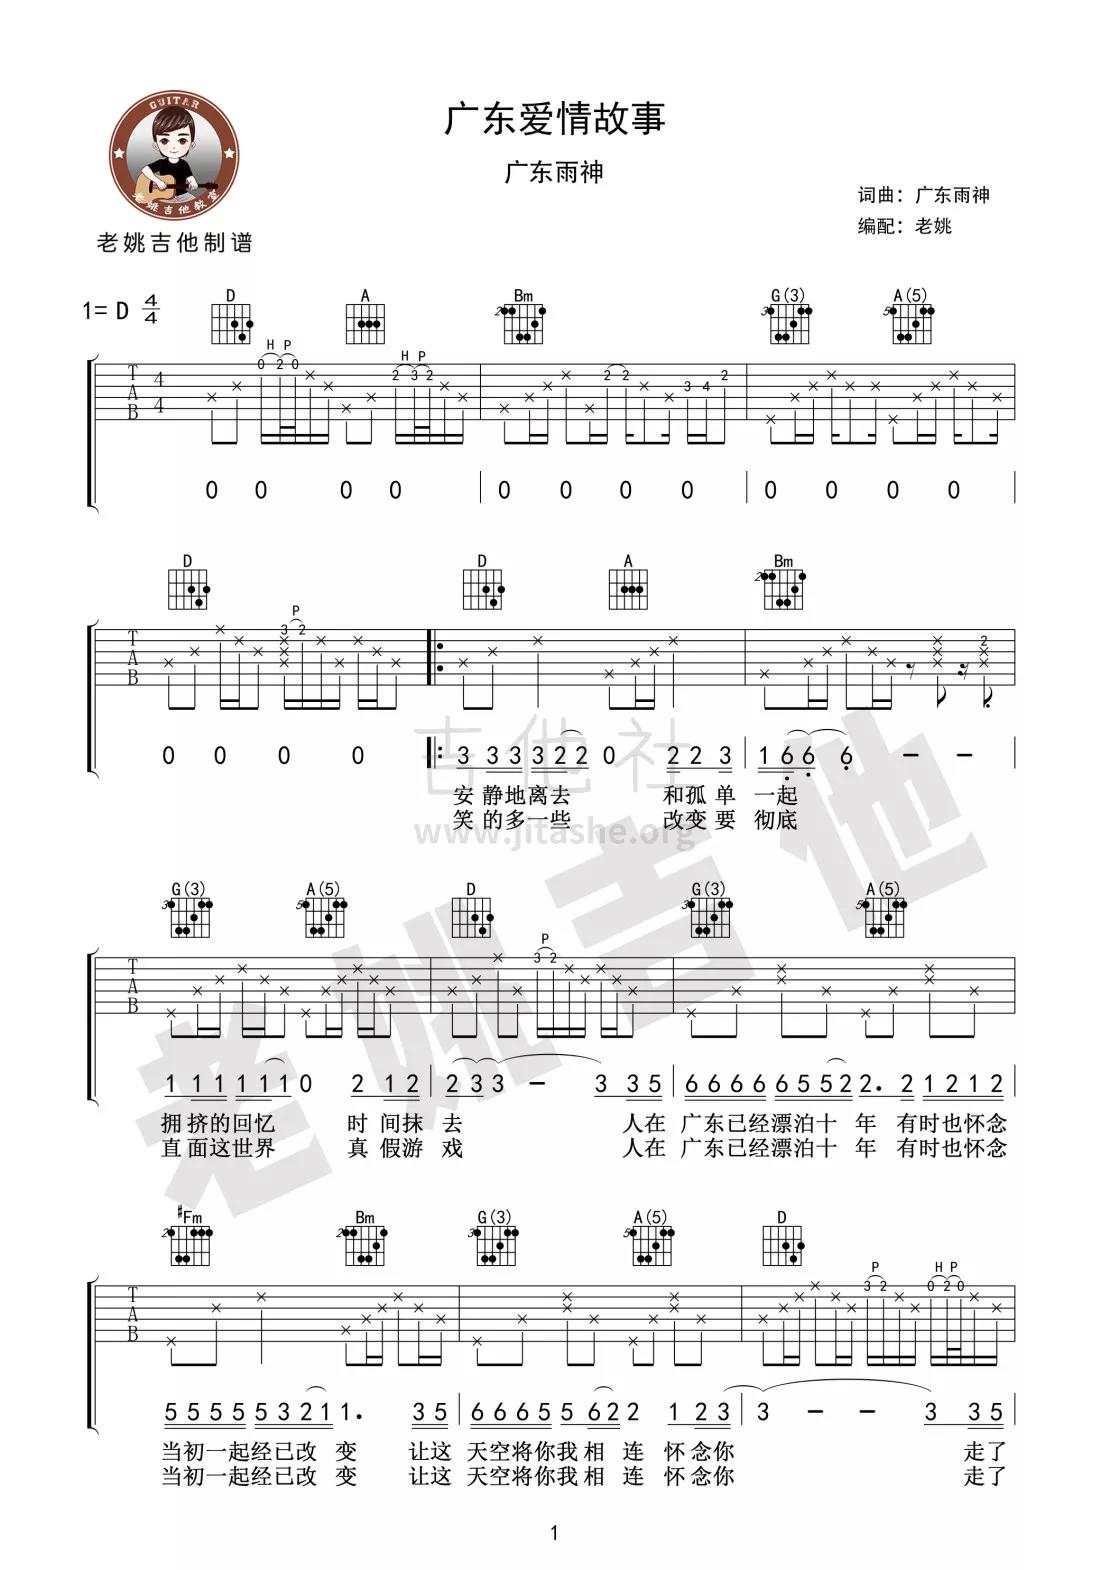 广东爱情故事
GUITAR
广东雨神
老姚吉他教室
词曲：广东雨神
老姚吉他制谱
编配：老姚
1= D 4/4
D A Bm G(3) A(5)
2 3 5
H P H P
0 2 0 2 3 2 2 2 3 4 2
T A B 4 4
0 0 0 0 0 0 0 0 0 0 0 0
D D A Bm
2
P
3 2 2
T A B
0 0 0 0 3 3 3 3 2 2 0 2 2 3 1 6 6 6 – –
吉他社
安 静地离去 和孤 单 一起
笑 的多一些 改变 要 彻底
www.jitashe.org
老姚吉他
G(3) A(5) D G(3) A(5)
3 5 3 5
P
3 2
T A B
1 1 1 1 1 1 0 2 1 2 2 3 3 – 3 3 5 6 6 6 6 6 5 5 2 2. 2 1 2 1 2
拥 挤的回忆 时 间抹 去 人在 广东已经漂泊十 年 有时也怀念
直 面这世界 真 假游 戏 人在 广东已经漂泊十 年 有时也怀念
#Fm Bm G(3) A(5) D
2 2 3 5
P H P
3 2 0 2 0
T A B
5 5 5 5 5 3 2 1 1. 3 5 6 6 6 5 5 6 2 2 1 2 3 3 – – 3 3 5
当初一起经已改 变 让这 天空将你我相 连 怀念你 走了
当初一起经已改 变 让这 天空将你我相 连 怀念你 走了
1